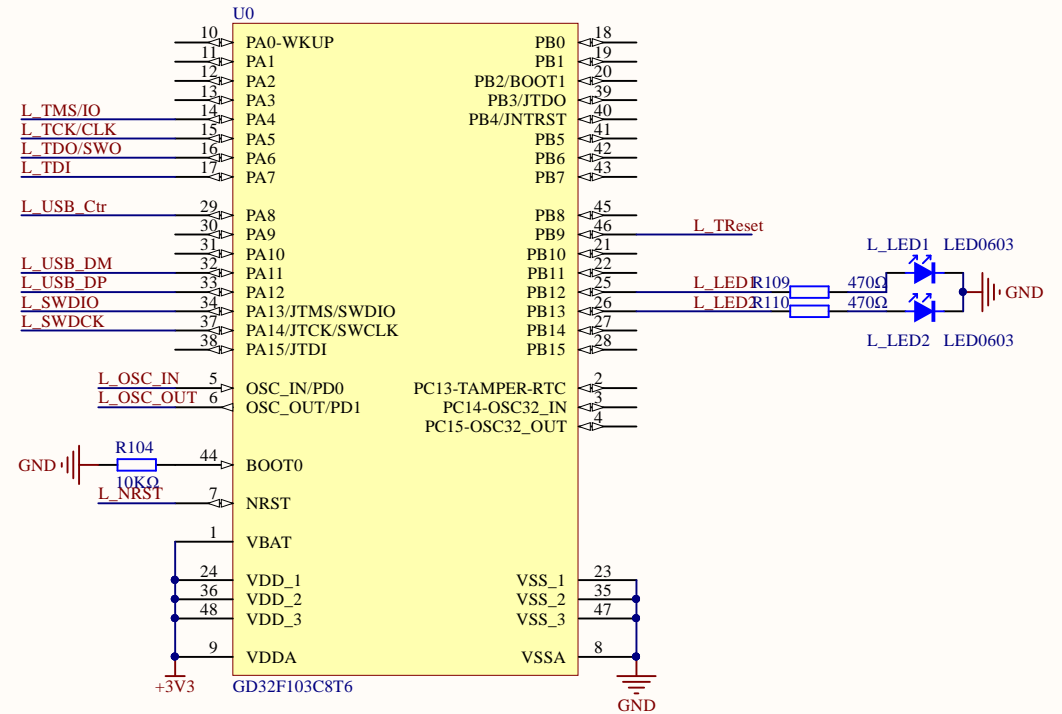 U0
10 PA0-WKUP PB0 18
11 PA1 PB1 19
12 PA2 PB2/BOOT1 20
13 PA3 PB3/JTDO 39
L_TMS/IO 14 PA4 PB4/JNTRST 40
L_TCK/CLK 15 PA5 PB5 41
L_TDO/SWO 16 PA6 PB6 42
L_TDI 17 PA7 PB7 43
L_USB_Ctr 29 PA8 PB8 45
30 PA9 PB9 46 L_TReset
31 PA10 PB10 21 L_LED1 LED0603
L_USB_DM 32 PA11 PB11 22
L_USB_DP 33 PA12 PB12 25 L_LED1 R109 470Ω GND
L_SWDIO 34 PA13/JTMS/SWDIO PB13 26 L_LED2 R110 470Ω
L_SWDCK 37 PA14/JTCK/SWCLK PB14 27
38 PA15/JTDI PB15 28 L_LED2 LED0603
L_OSC_IN 5 OSC_IN/PD0 PC13-TAMPER-RTC 2
L_OSC_OUT 6 OSC_OUT/PD1 PC14-OSC32_IN 3
PC15-OSC32_OUT 4
R104
GND 44 BOOT0
10KΩ
L_NRST 7 NRST
1 VBAT
24 VDD_1 VSS_1 23
36 VDD_2 VSS_2 35
48 VDD_3 VSS_3 47
9 VDDA VSSA 8
+3V3 GD32F103C8T6
GND